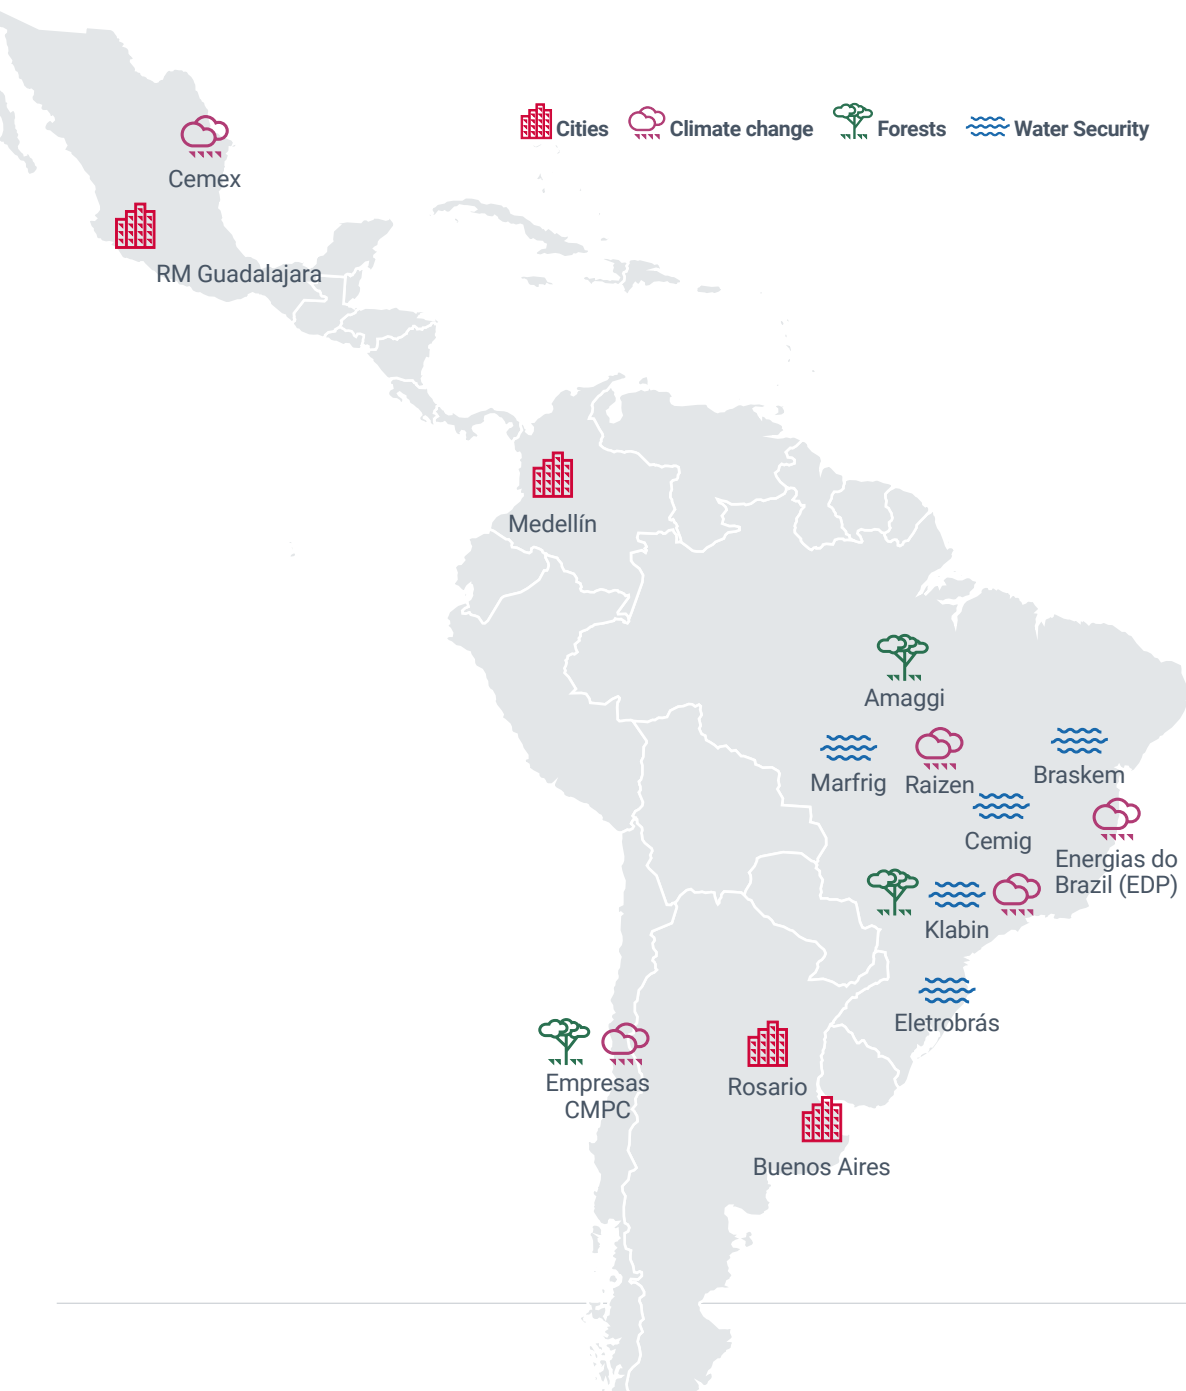 Cities Climate change Forests Water Security
Cemex
RM Guadalajara
Medellín
Amaggi
Marfrig
Raizen
Braskem
Cemig
Energias do
Brazil (EDP)
Klabin
Eletrobrás
Empresas
CMPC
Rosario
Buenos Aires